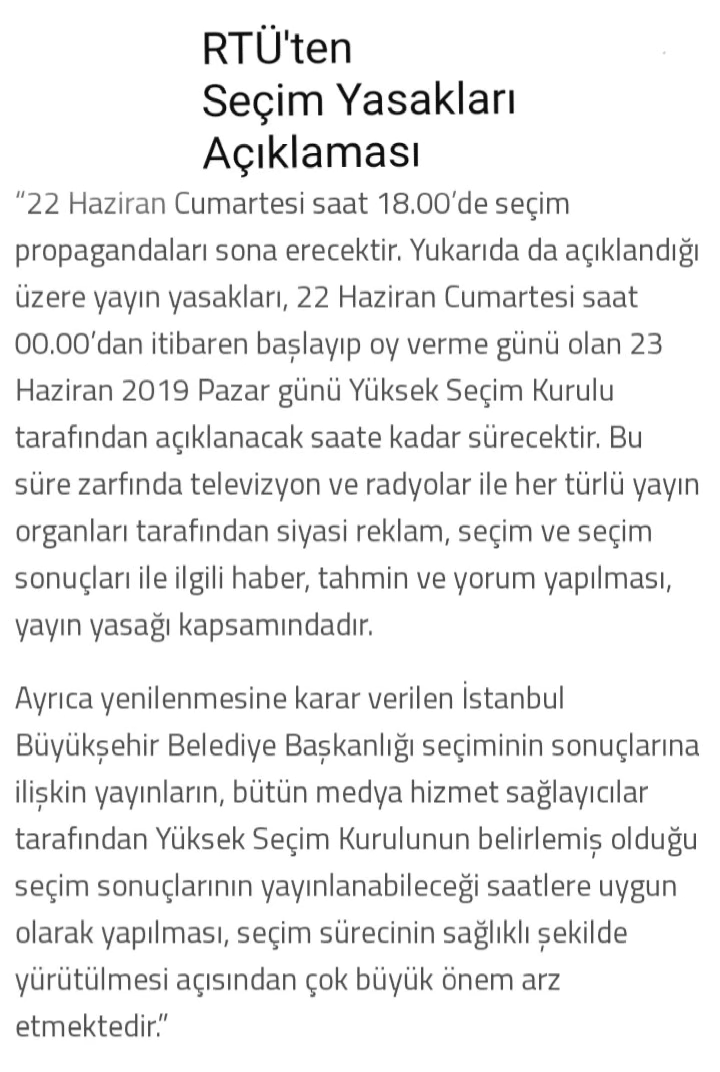 RTÜ'ten
Seçim Yasakları
Açıklaması
“22 Haziran Cumartesi saat 18.00’de seçim
propagandaları sona erecektir. Yukarıda da açıklandığı
üzere yayın yasakları, 22 Haziran Cumartesi saat
00.00’dan itibaren başlayıp oy verme günü olan 23
Haziran 2019 Pazar günü Yüksek Seçim Kurulu
tarafından açıklanacak saate kadar sürecektir. Bu
süre zarfında televizyon ve radyolar ile her türlü yayın
organları tarafından siyasi reklam, seçim ve seçim
sonuçları ile ilgili haber, tahmin ve yorum yapılması,
yayın yasağı kapsamındadır.
Ayrıca yenilenmesine karar verilen İstanbul
Büyükşehir Belediye Başkanlığı seçiminin sonuçlarına
ilişkin yayınların, bütün medya hizmet sağlayıcılar
tarafından Yüksek Seçim Kurulunun belirlemiş olduğu
seçim sonuçlarının yayınlanabileceği saatlere uygun
olarak yapılması, seçim sürecinin sağlıklı şekilde
yürütülmesi açısından çok büyük önem arz
etmektedir.”